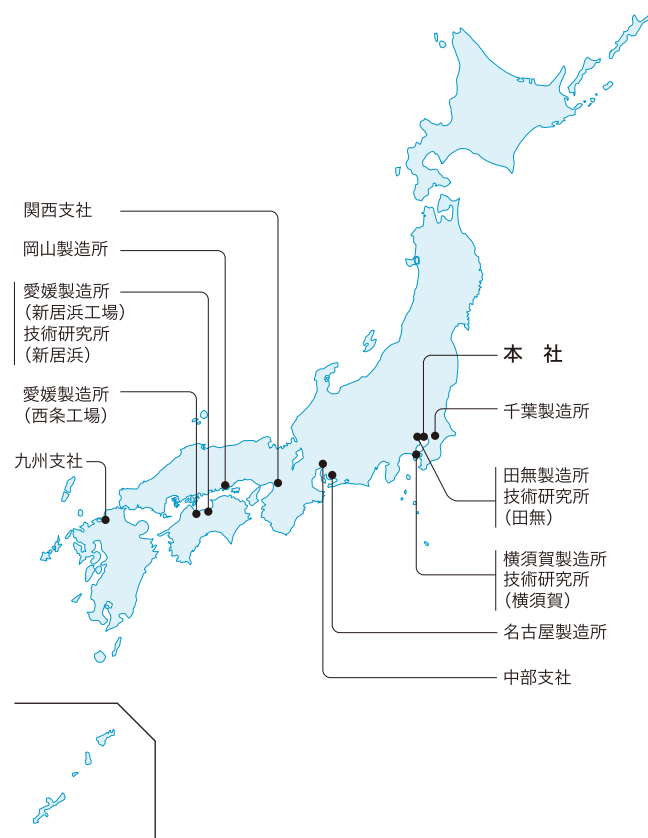 関西支社
岡山製造所
愛媛製造所
(新居浜工場)
技術研究所
(新居浜)
愛媛製造所
(西条工場)
九州支社
本 社
千葉製造所
田無製造所
技術研究所
(田無)
横須賀製造所
技術研究所
(横須賀)
名古屋製造所
中部支社